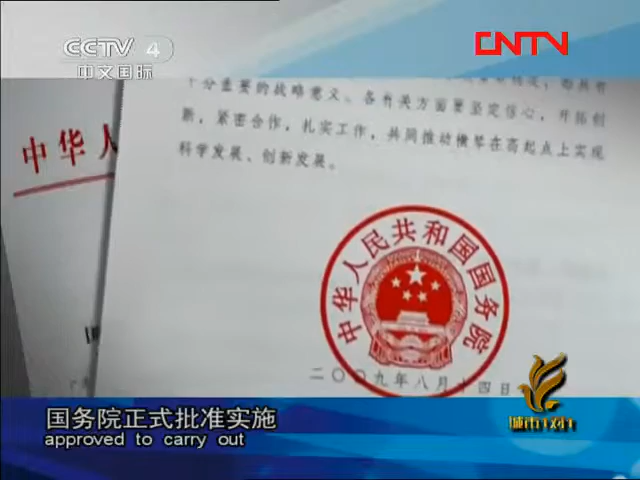 CCTV 4
中文国际
CNTV
十分重要的战略意义。各有关方面要坚定信心，开拓创
新，紧密合作，扎实工作，共同推动横琴在高起点上实现
科学发展、创新发展。
中华人
中华人民共和国国务院
二〇〇九年八月十四日
城市1对1
国务院正式批准实施
approved to carry out